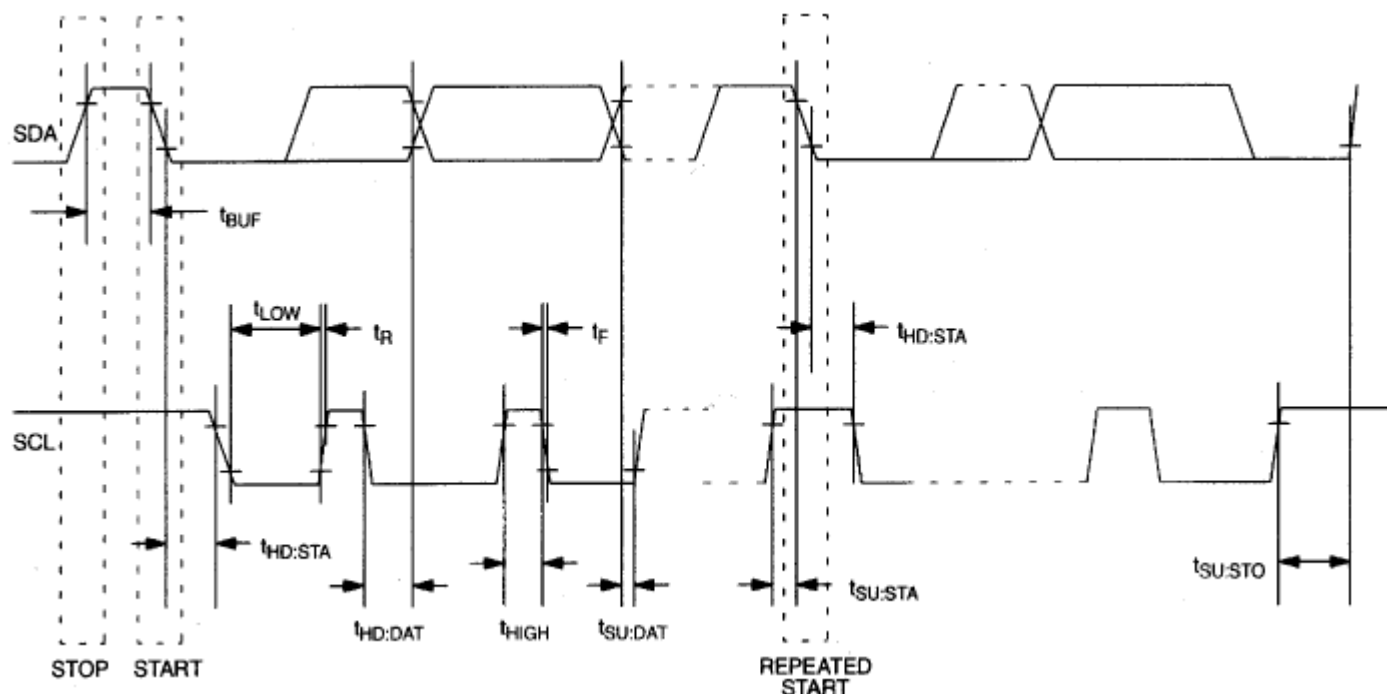 SDA
tBUF
tLOW
tR
tF
tHD:STA
SCL
tHD:STA
tHD:DAT
tHIGH
tSU:DAT
tSU:STA
tSU:STO
STOP
START
REPEATED
START